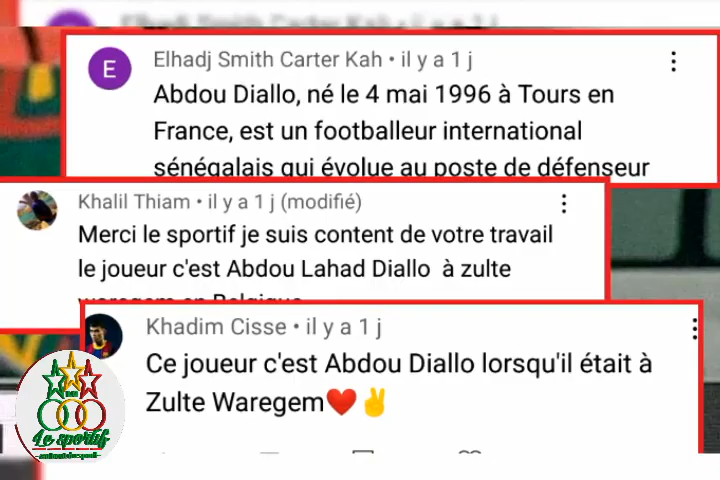 Elhadj Smith Carter Kah • il y a 1 j
E
Abdou Diallo, né le 4 mai 1996 à Tours en
France, est un footballeur international
sénégalais qui évolue au poste de défenseur
Khalil Thiam • il y a 1 j (modifié)
Merci le sportif je suis content de votre travail
le joueur c'est Abdou Lahad Diallo à zulte
waregem en Belgique
Khadim Cisse • il y a 1 j
Ce joueur c'est Abdou Diallo lorsqu'il était à
Zulte Waregem❤️✌️
Le sportif